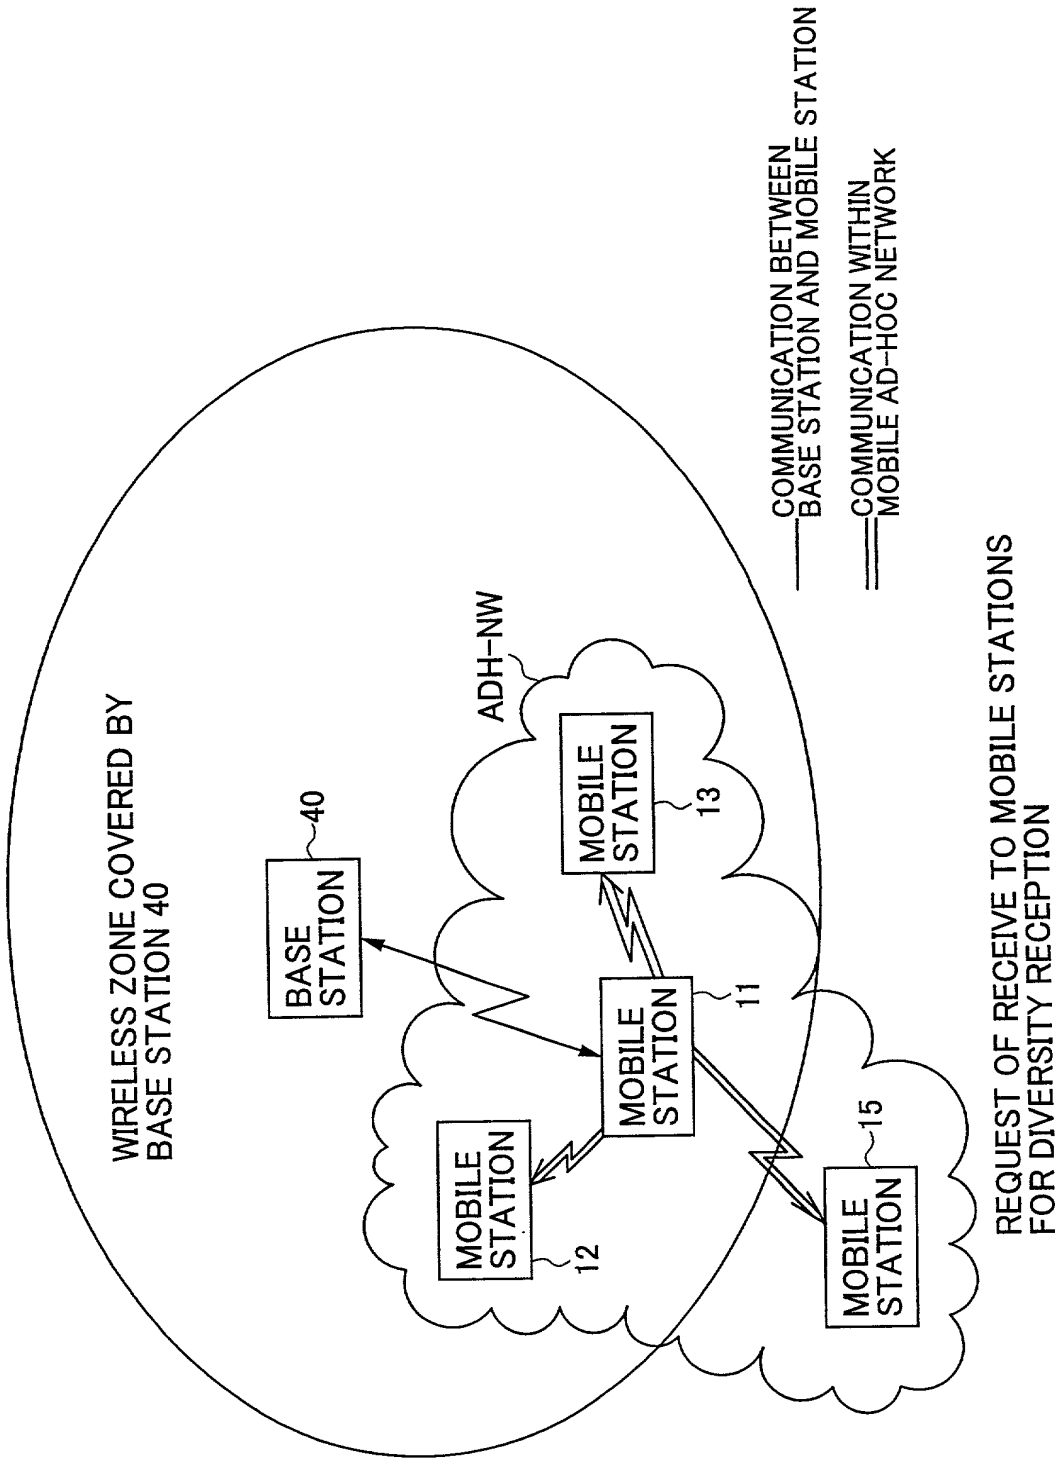 WIRELESS ZONE COVERED BY
BASE STATION 40
BASE
STATION
40
ADH-NW
MOBILE
STATION
12
MOBILE
STATION
11
MOBILE
STATION
13
MOBILE
STATION
15
COMMUNICATION BETWEEN
BASE STATION AND MOBILE STATION
COMMUNICATION WITHIN
MOBILE AD-HOC NETWORK
REQUEST OF RECEIVE TO MOBILE STATIONS
FOR DIVERSITY RECEPTION